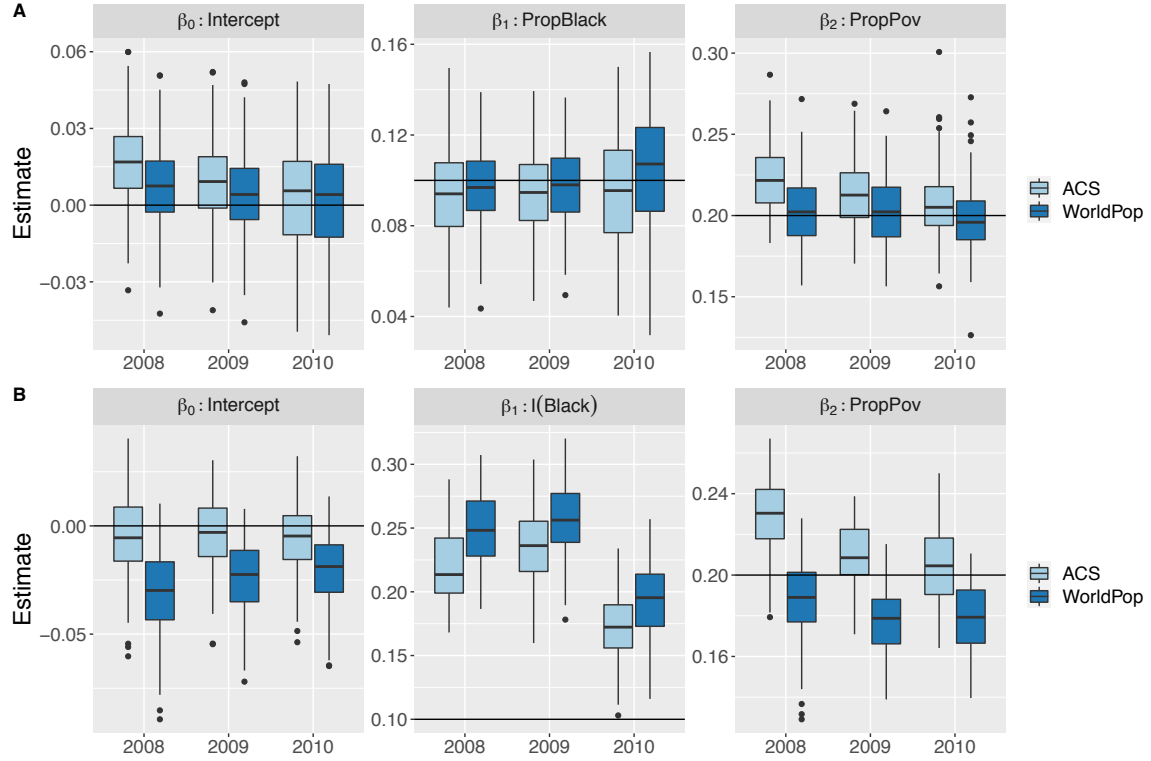 A
β0 : Intercept
β1 : PropBlack
β2 : PropPov
Estimate
0.06
0.03
0.00
−0.03
0.16
0.12
0.08
0.04
0.30
0.25
0.20
0.15
2008 2009 2010
2008 2009 2010
2008 2009 2010
ACS
WorldPop
B
β0 : Intercept
β1 : I(Black)
β2 : PropPov
Estimate
0.00
−0.05
0.30
0.25
0.20
0.15
0.10
0.24
0.20
0.16
2008 2009 2010
2008 2009 2010
2008 2009 2010
ACS
WorldPop